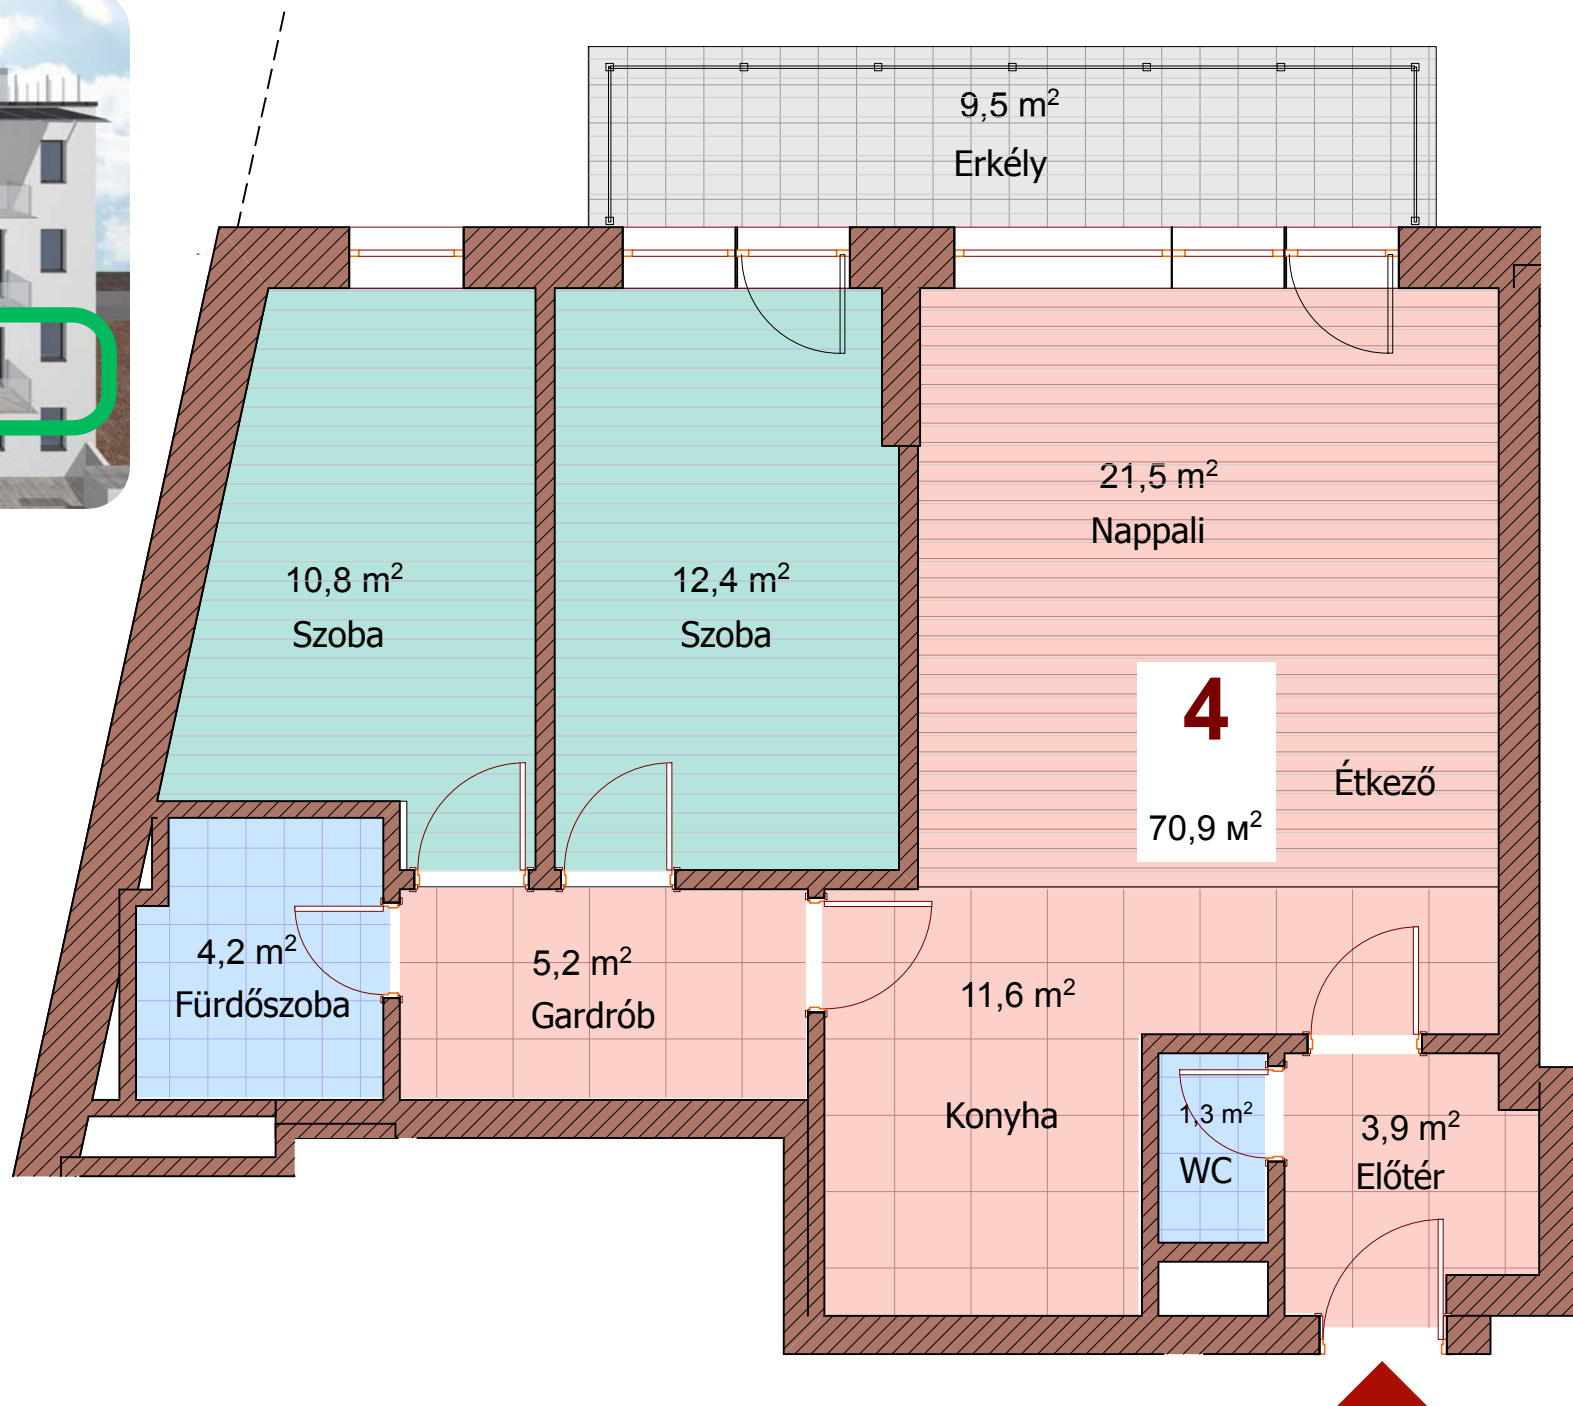 9,5 m²
Erkély
21,5 m²
Nappali
10,8 m²
Szoba
12,4 m²
Szoba
4
70,9 м²
Étkező
4,2 m²
Fürdőszoba
5,2 m²
Gardrób
11,6 m²
Konyha
1,3 m²
WC
3,9 m²
Előtér